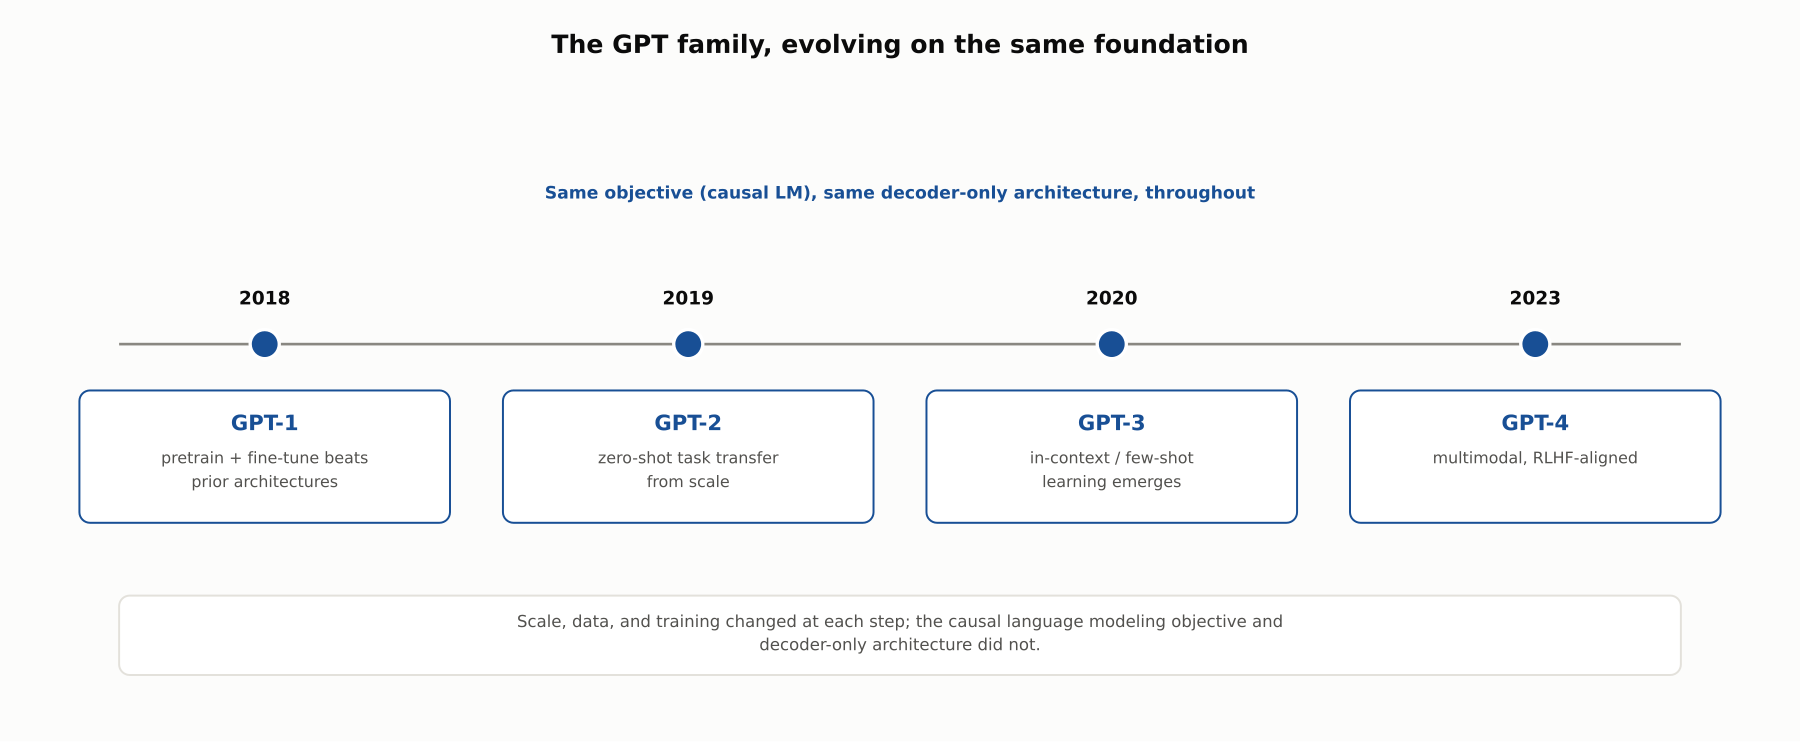 The GPT family, evolving on the same foundation
Same objective (causal LM), same decoder-only architecture, throughout
2018
2019
2020
2023
GPT-1
pretrain + fine-tune beats
prior architectures
GPT-2
zero-shot task transfer
from scale
GPT-3
in-context / few-shot
learning emerges
GPT-4
multimodal, RLHF-aligned
Scale, data, and training changed at each step; the causal language modeling objective and
decoder-only architecture did not.